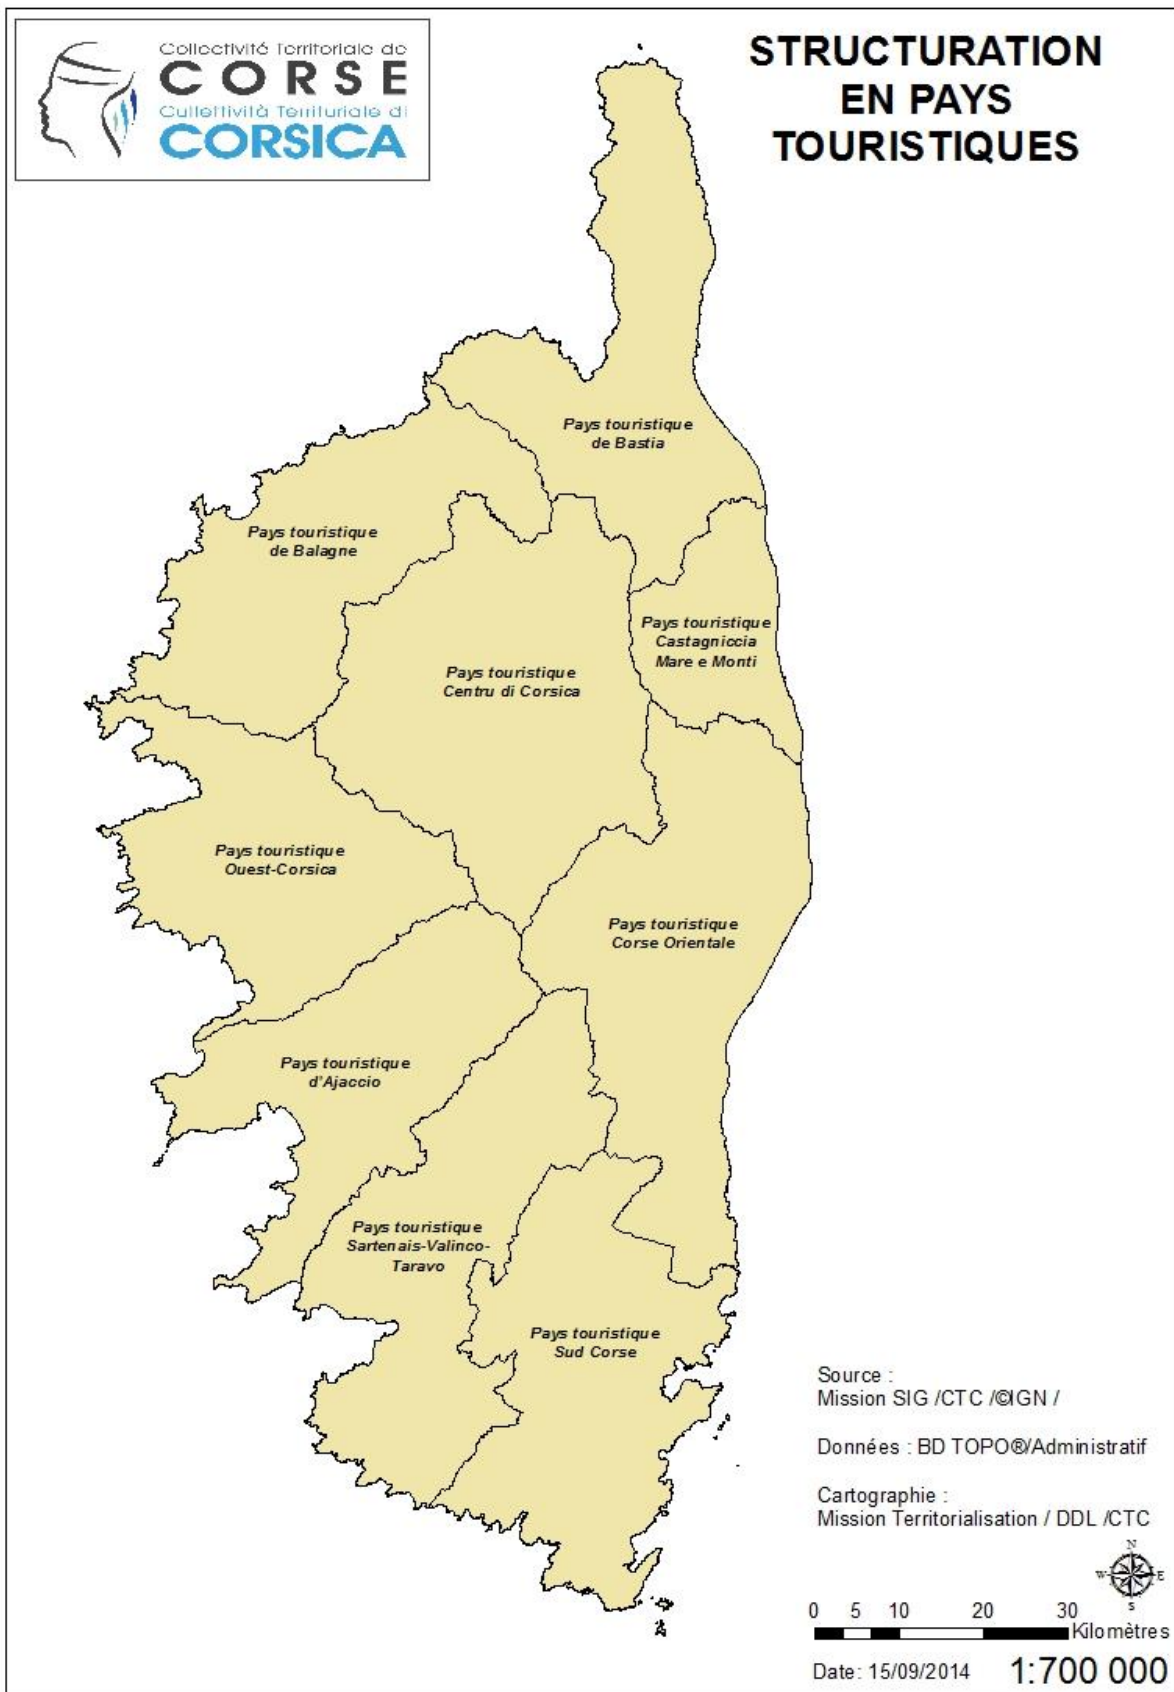 Collectivité Territoriale de
CORSE
Cullettività Territuriale di
CORSICA
STRUCTURATION
EN PAYS
TOURISTIQUES
Pays touristique
de Bastia
Pays touristique
de Balagne
Pays touristique
Castagniccia
Mare e Monti
Pays touristique
Centru di Corsica
Pays touristique
Ouest-Corsica
Pays touristique
Corse Orientale
Pays touristique
d'Ajaccio
Pays touristique
Sartenais-Valinco-
Taravo
Pays touristique
Sud Corse
Source :
Mission SIG /CTC /©IGN /
Données : BD TOPO®/Administratif
Cartographie :
Mission Territorialisation / DDL /CTC
N
W E
S
0 5 10 20 30
Kilomètres
Date: 15/09/2014 1:700 000